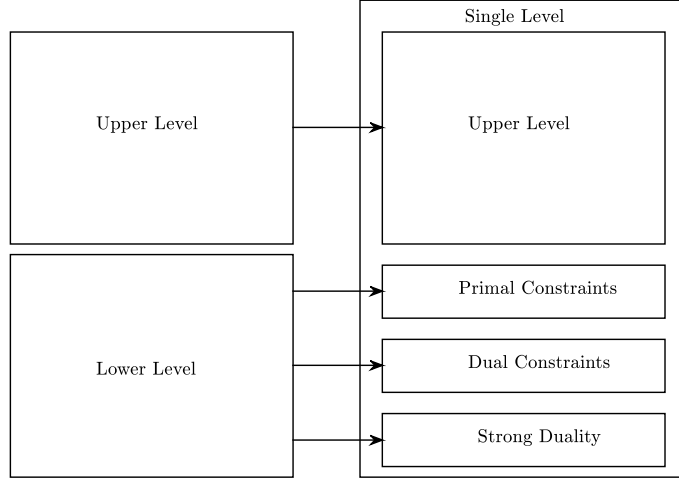 Single Level
Upper Level
Upper Level
Primal Constraints
Dual Constraints
Lower Level
Strong Duality